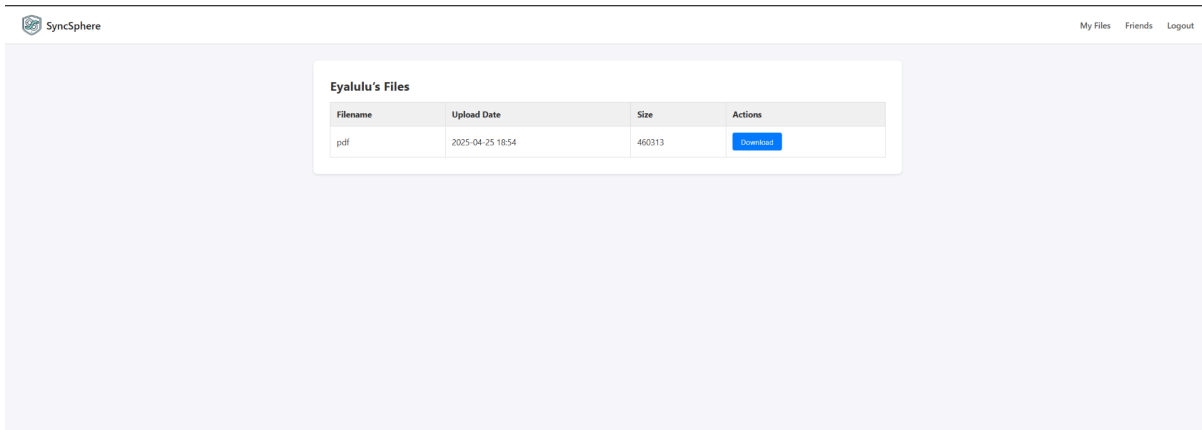 SyncSphere My Files Friends Logout
Eyalulu's Files
Filename Upload Date Size Actions
pdf 2025-04-25 18:54 460313 Download